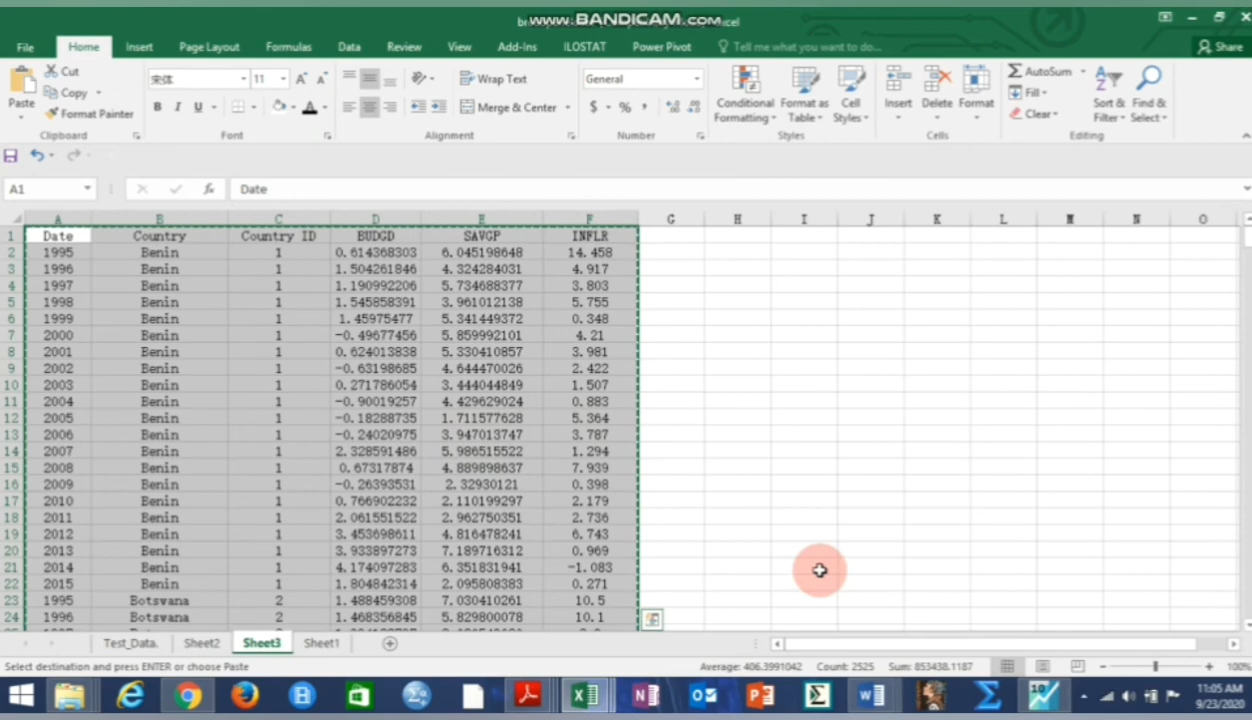 www.BANDICAM.com
File Home Insert Page Layout Formulas Data Review View Add-Ins ILOSTAT Power Pivot Tell me what you want to do... Share
Cut
Copy
Format Painter
Paste
Clipboard
宋体 11
B I U
Font
Wrap Text
Merge & Center
Alignment
General
$ %
Number
Conditional Formatting
Format as Table
Cell Styles
Styles
Insert Delete Format
Cells
AutoSum
Fill
Clear
Sort & Filter
Find & Select
Editing
A1 fx Date
A B C D E F G H I J K L M N O
1 Date Country Country ID BUDGD SAVGP INFLR
2 1995 Benin 1 0.614368303 6.045198648 14.458
3 1996 Benin 1 1.504261846 4.324284031 4.917
4 1997 Benin 1 1.190992206 5.734688377 3.803
5 1998 Benin 1 1.545858391 3.961012138 5.755
6 1999 Benin 1 1.45975477 5.341449372 0.348
7 2000 Benin 1 -0.49677456 5.859992101 4.21
8 2001 Benin 1 0.624013838 5.330410857 3.981
9 2002 Benin 1 -0.63198685 4.644470026 2.422
10 2003 Benin 1 0.271786054 3.444044849 1.507
11 2004 Benin 1 -0.90019257 4.429629024 0.883
12 2005 Benin 1 -0.18288735 1.711577628 5.364
13 2006 Benin 1 -0.24020975 3.947013747 3.787
14 2007 Benin 1 2.328591486 5.986515522 1.294
15 2008 Benin 1 0.67317874 4.889898637 7.939
16 2009 Benin 1 -0.26393531 2.32930121 0.398
17 2010 Benin 1 0.766902232 2.110199297 2.179
18 2011 Benin 1 2.061551522 2.962750351 2.736
19 2012 Benin 1 3.453698611 4.816478241 6.743
20 2013 Benin 1 3.933897273 7.189716312 0.969
21 2014 Benin 1 4.174097283 6.351831941 -1.083
22 2015 Benin 1 1.804842314 2.095808383 0.271
23 1995 Botswana 2 1.488459308 7.030410261 10.5
24 1996 Botswana 2 1.468356845 5.829800078 10.1
Test_Data. Sheet2 Sheet3 Sheet1
Select destination and press ENTER or choose Paste Average: 406.3991042 Count: 2525 Sum: 853438.1187 100%
11:05 AM
9/23/2020